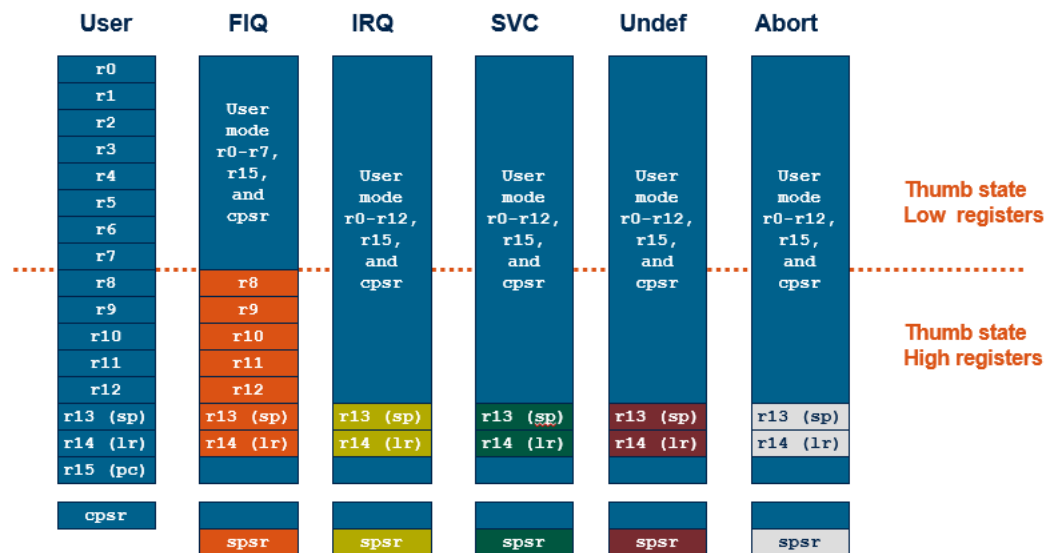 User
FIQ
IRQ
SVC
Undef
Abort
r0
r1
r2
r3
r4
r5
r6
r7
r8
r9
r10
r11
r12
r13 (sp)
r14 (lr)
r15 (pc)
cpsr
User
mode
r0-r7,
r15,
and
cpsr
r8
r9
r10
r11
r12
r13 (sp)
r14 (lr)
spsr
User
mode
r0-r12,
r15,
and
cpsr
r13 (sp)
r14 (lr)
spsr
User
mode
r0-r12,
r15,
and
cpsr
r13 (sp)
r14 (lr)
spsr
User
mode
r0-r12,
r15,
and
cpsr
r13 (sp)
r14 (lr)
spsr
User
mode
r0-r12,
r15,
and
cpsr
r13 (sp)
r14 (lr)
spsr
Thumb state
Low registers
Thumb state
High registers